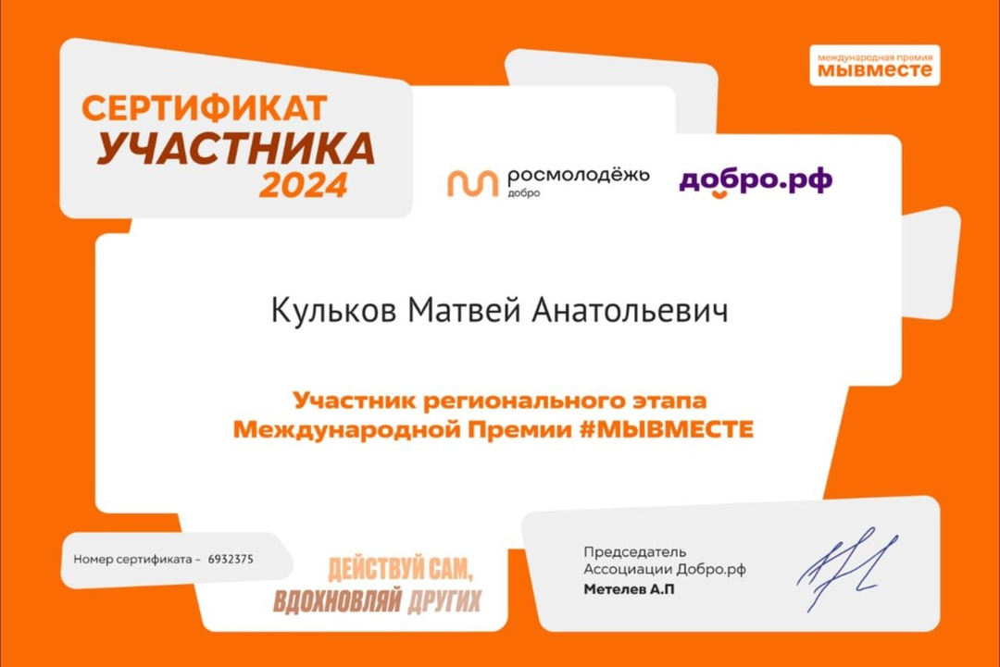 СЕРТИФИКАТ
УЧАСТНИКА
2024
международная премия
МЫВМЕСТЕ
росмолодёжь
добро
добро.рф
Кульков Матвей Анатольевич
Участник регионального этапа
Международной Премии #МЫВМЕСТЕ
Номер сертификата - 6932375
ДЕЙСТВУЙ САМ,
ВДОХНОВЛЯЙ ДРУГИХ
Председатель
Ассоциации Добро.рф
Метелев А.П